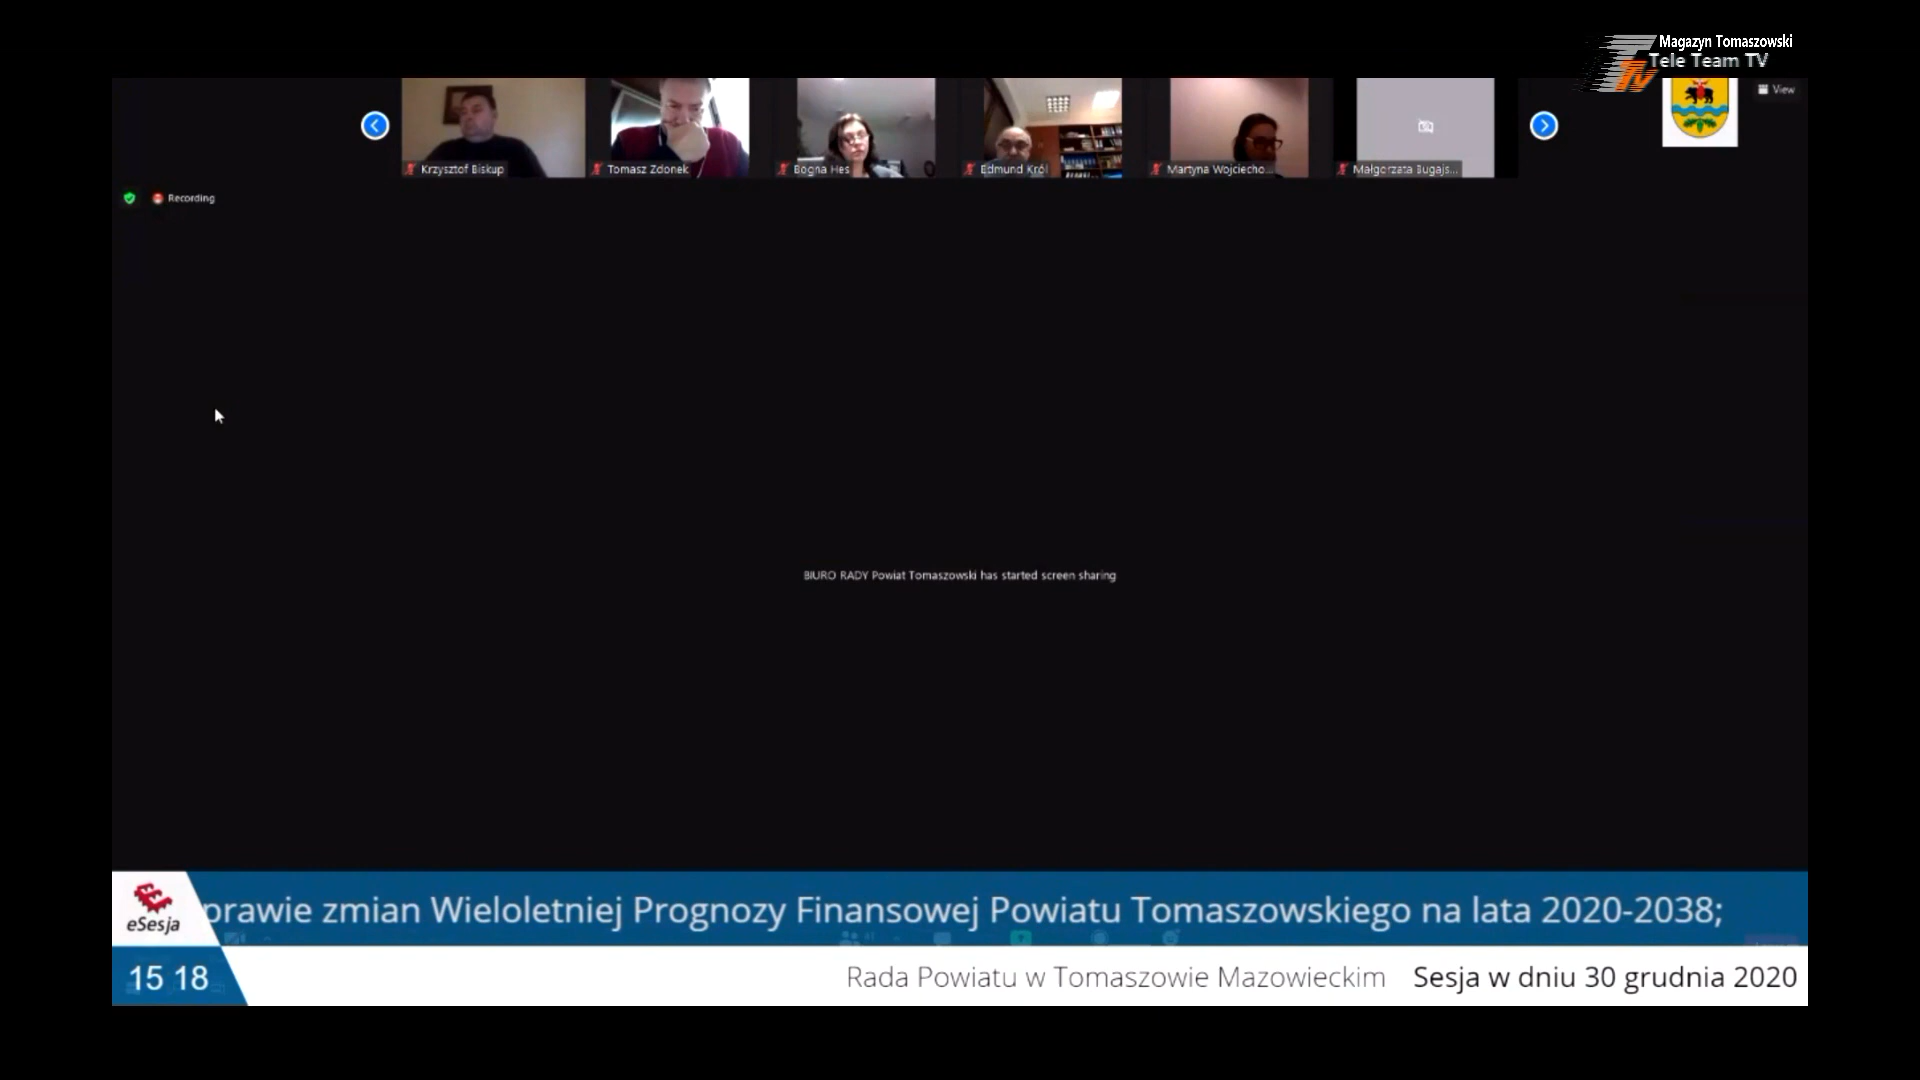 Magazyn Tomaszowski
Tele Team TV
View
Krzysztof Biskup
Tomasz Zdonek
Bogna Hes
Edmund Król
Martyna Wojciecho...
Małgorzata Bugajs...
Recording
BIURO RADY Powiat Tomaszowski has started screen sharing
eSesja
prawie zmian Wieloletniej Prognozy Finansowej Powiatu Tomaszowskiego na lata 2020-2038;
15 18
Rada Powiatu w Tomaszowie Mazowieckim
Sesja w dniu 30 grudnia 2020